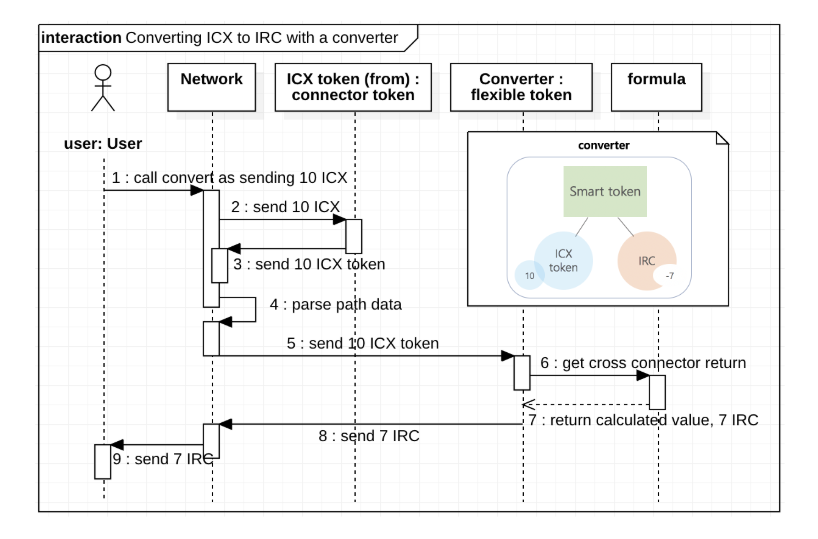 interaction Converting ICX to IRC with a converter
Network
ICX token (from) :
connector token
Converter :
flexible token
formula
user: User
converter
Smart token
ICX
token
10
IRC
-7
1 : call convert as sending 10 ICX
2 : send 10 ICX
3 : send 10 ICX token
4 : parse path data
5 : send 10 ICX token
6 : get cross connector return
7 : return calculated value, 7 IRC
8 : send 7 IRC
9 : send 7 IRC